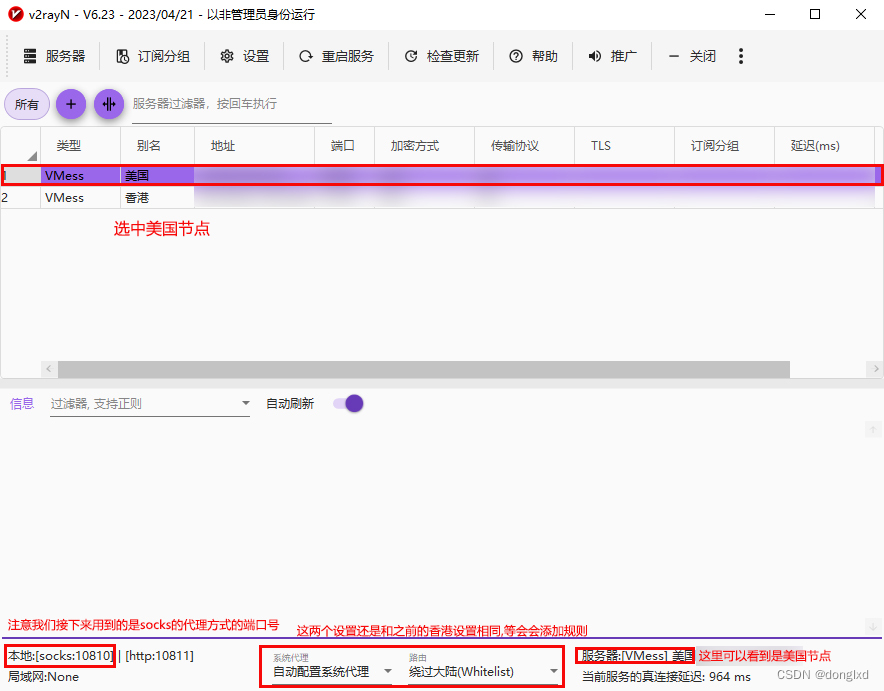 v2rayN - V6.23 - 2023/04/21 - 以非管理员身份运行
服务器 订阅分组 设置 重启服务 检查更新 帮助 推广 关闭
所有 服务器过滤器，按回车执行
类型 别名 地址 端口 加密方式 传输协议 TLS 订阅分组 延迟(ms)
1 VMess 美国
2 VMess 香港
选中美国节点
信息 过滤器, 支持正则 自动刷新
注意我们接下来用到的是socks的代理方式的端口号 这两个设置还是和之前的香港设置相同,等会会添加规则
本地:[socks:10810] | [http:10811] 系统代理 路由 服务器:[VMess] 美国 这里可以看到是美国节点
自动配置系统代理 绕过大陆(Whitelist)
局域网:None 当前服务的真连接延迟: 964 ms CSDN @donglxd